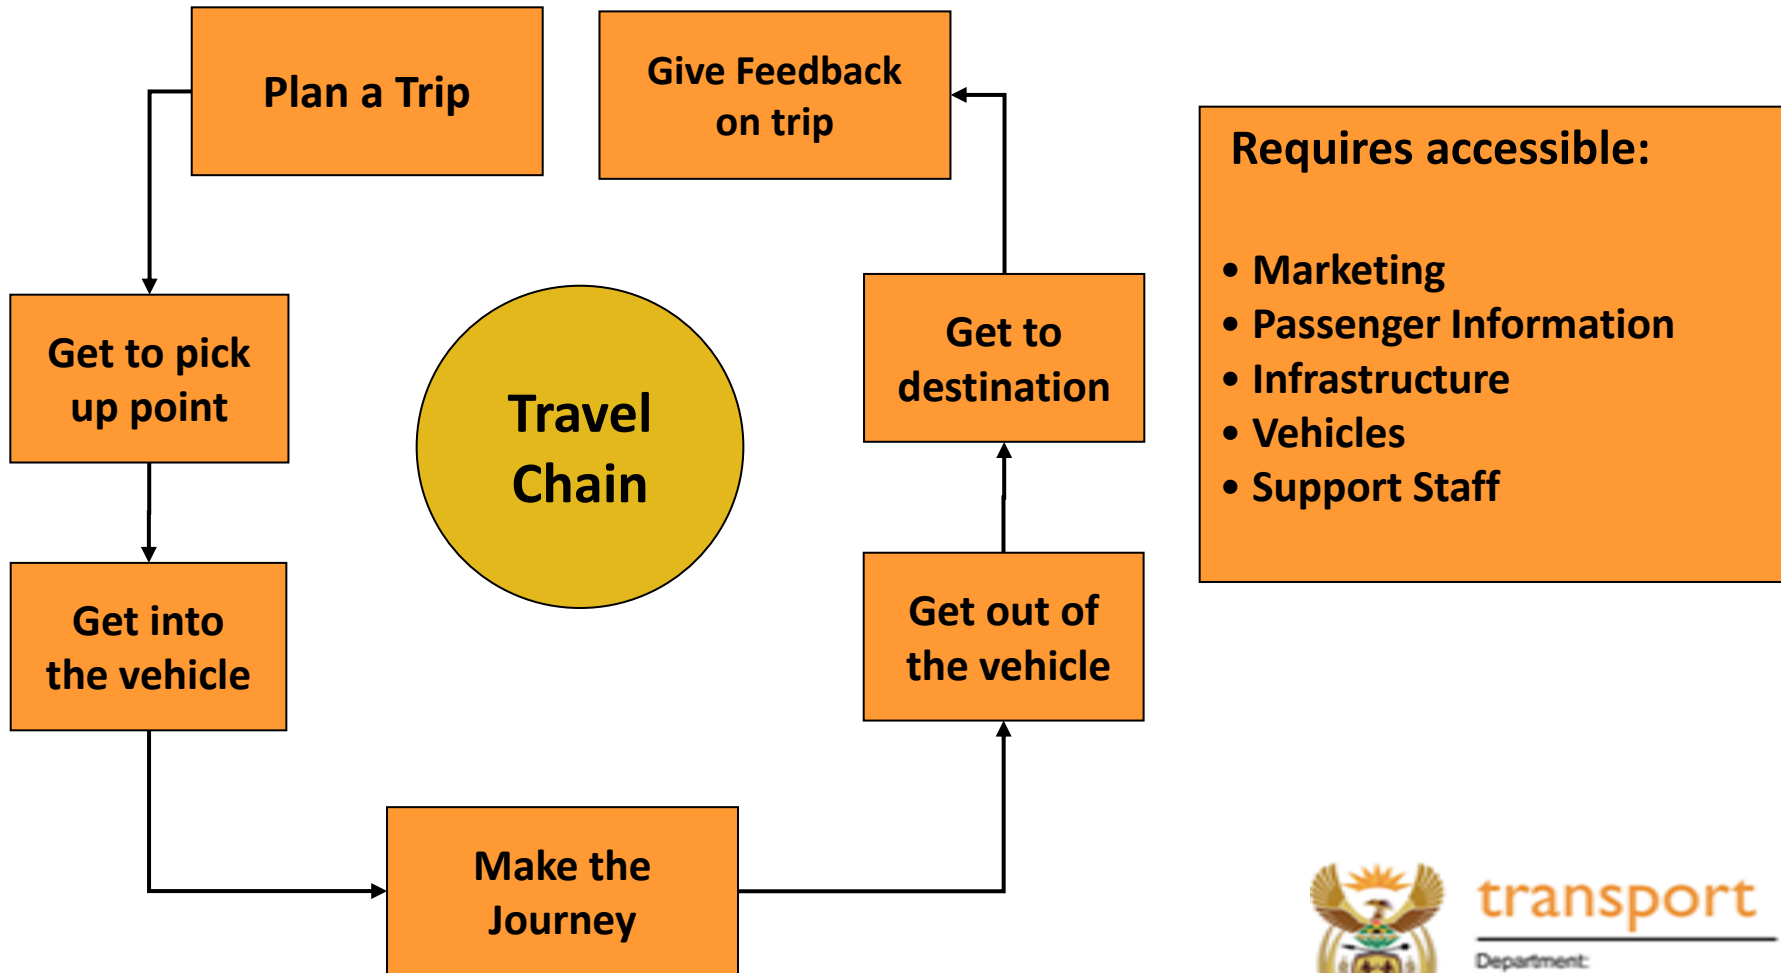 Plan a Trip
Give Feedback
on trip
Requires accessible:
• Marketing
• Passenger Information
• Infrastructure
• Vehicles
• Support Staff
Get to pick
up point
Travel
Chain
Get to
destination
Get into
the vehicle
Get out of
the vehicle
Make the
Journey
transport
Department: